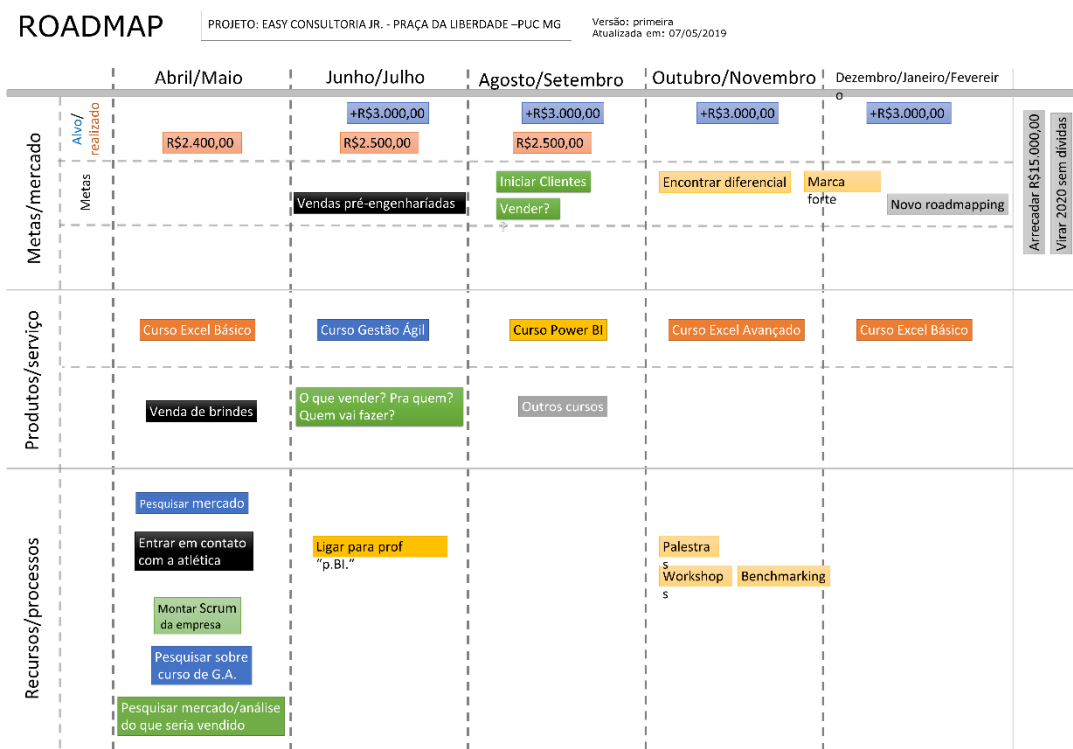 ROADMAP
PROJETO: EASY CONSULTORIA JR. - PRAÇA DA LIBERDADE –PUC MG
Versão: primeira
Atualizada em: 07/05/2019
Abril/Maio
Junho/Julho
Agosto/Setembro
Outubro/Novembro
Dezembro/Janeiro/Fevereir
o
Metas/mercado
Alvo/
realizado
+R$3.000,00
+R$3.000,00
+R$3.000,00
+R$3.000,00
R$2.400,00
R$2.500,00
R$2.500,00
Metas
Vendas pré-engenharíadas
Iniciar Clientes
Vender?
?
Encontrar diferencial
Marca
forte
Novo roadmapping
Arrecadar R$15.000,00
Virar 2020 sem dívidas
Produtos/serviço
Curso Excel Básico
Curso Gestão Ágil
Curso Power BI
Curso Excel Avançado
Curso Excel Básico
Venda de brindes
O que vender? Pra quem?
Quem vai fazer?
Outros cursos
Recursos/processos
Pesquisar mercado
Entrar em contato
com a atlética
Montar Scrum
da empresa
Pesquisar sobre
curso de G.A.
Pesquisar mercado/análise
do que seria vendido
Ligar para prof
“p.BI.“
Palestra
s
Workshop
s
Benchmarking